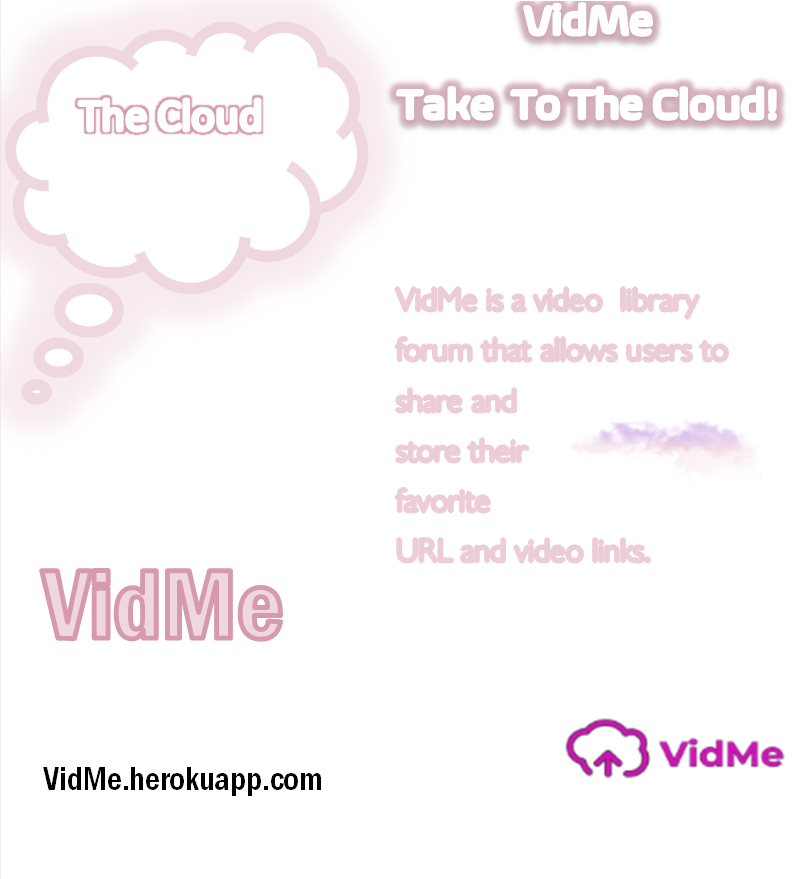 VidMe
Take To The Cloud!
The Cloud
VidMe is a video library
forum that allows users to
share and
store their
favorite
URL and video links.
VidMe
VidMe.herokuapp.com
VidMe